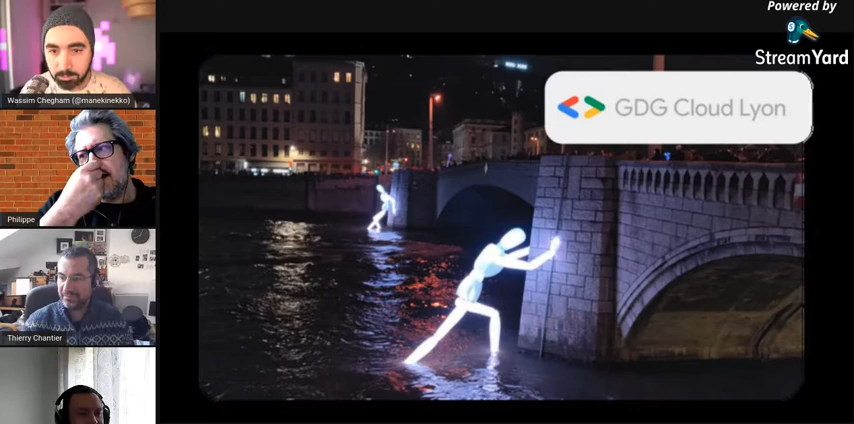 Powered by
StreamYard
GDG Cloud Lyon
Wassim Chegham (@manekinekko)
Philippe
Thierry Chantier